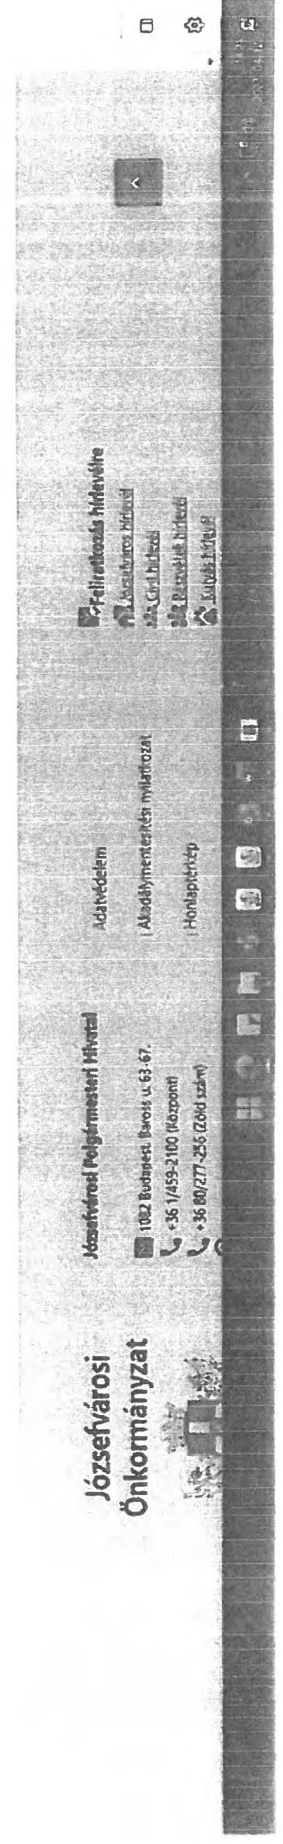 Józsefvárosi
Önkormányzat
Józsefvárosi Polgármesteri Hivatal
1082 Budapest, Baross u. 63-67.
+36 1/459-2100 (Központ)
+36 80/277-256 (Zöld szám)
Adatvédelem
| Akadálymentesítési nyilatkozat
| Honlaptérkép
Feliratkozás hírlevélre
Józsefváros hírlevél
Civil hírlevél
Kutyás hírlevél